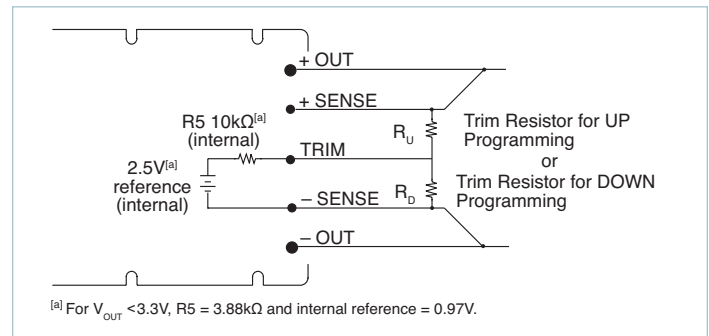 + OUT
+ SENSE
R5 10kΩ[a]
(internal)
RU
Trim Resistor for UP
Programming
or
Trim Resistor for DOWN
Programming
TRIM
2.5V[a]
reference
(internal)
RD
– SENSE
– OUT
[a] For VOUT <3.3V, R5 = 3.88kΩ and internal reference = 0.97V.